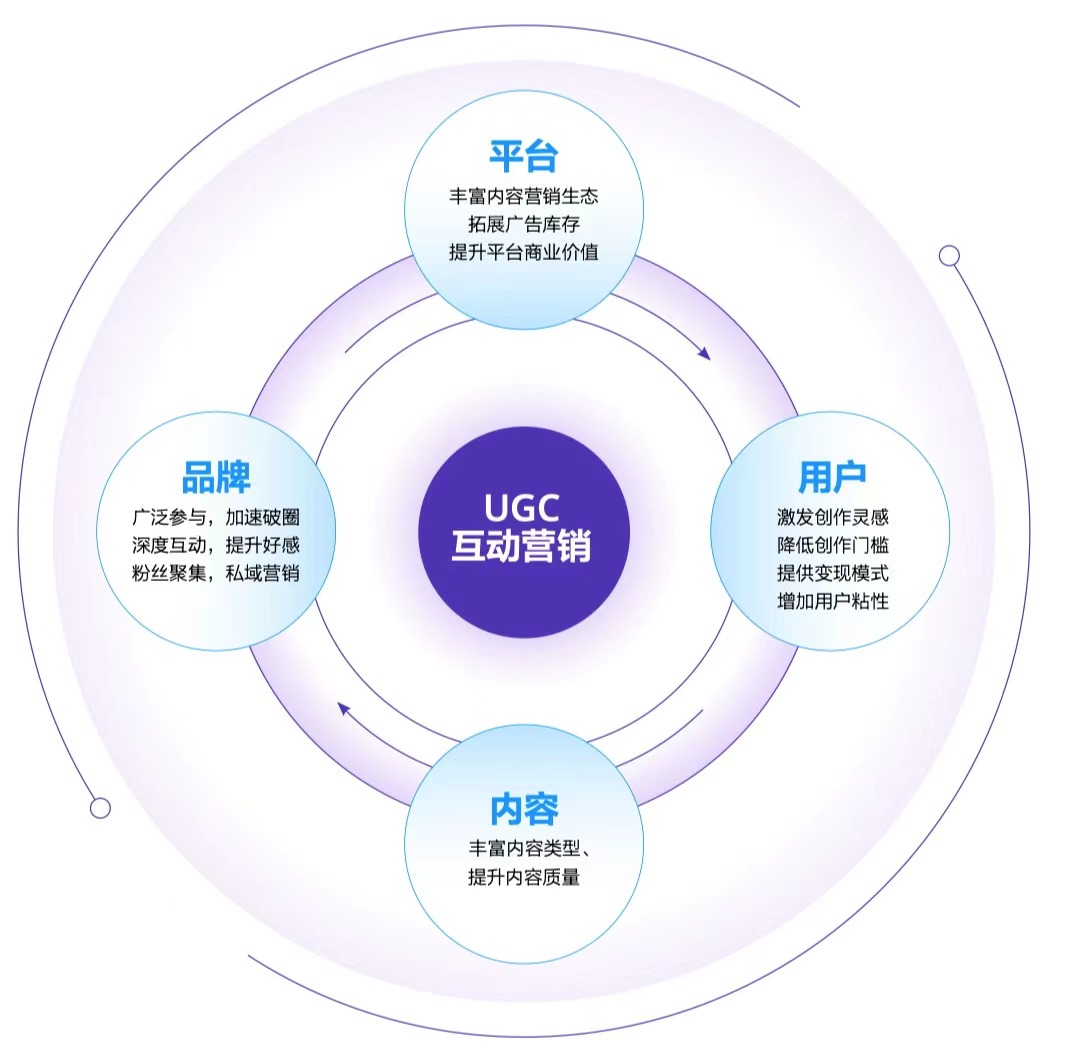 平台
丰富内容营销生态
拓展广告库存
提升平台商业价值
品牌
广泛参与，加速破圈
深度互动，提升好感
粉丝聚集，私域营销
UGC
互动营销
用户
激发创作灵感
降低创作门槛
提供变现模式
增加用户粘性
内容
丰富内容类型、
提升内容质量